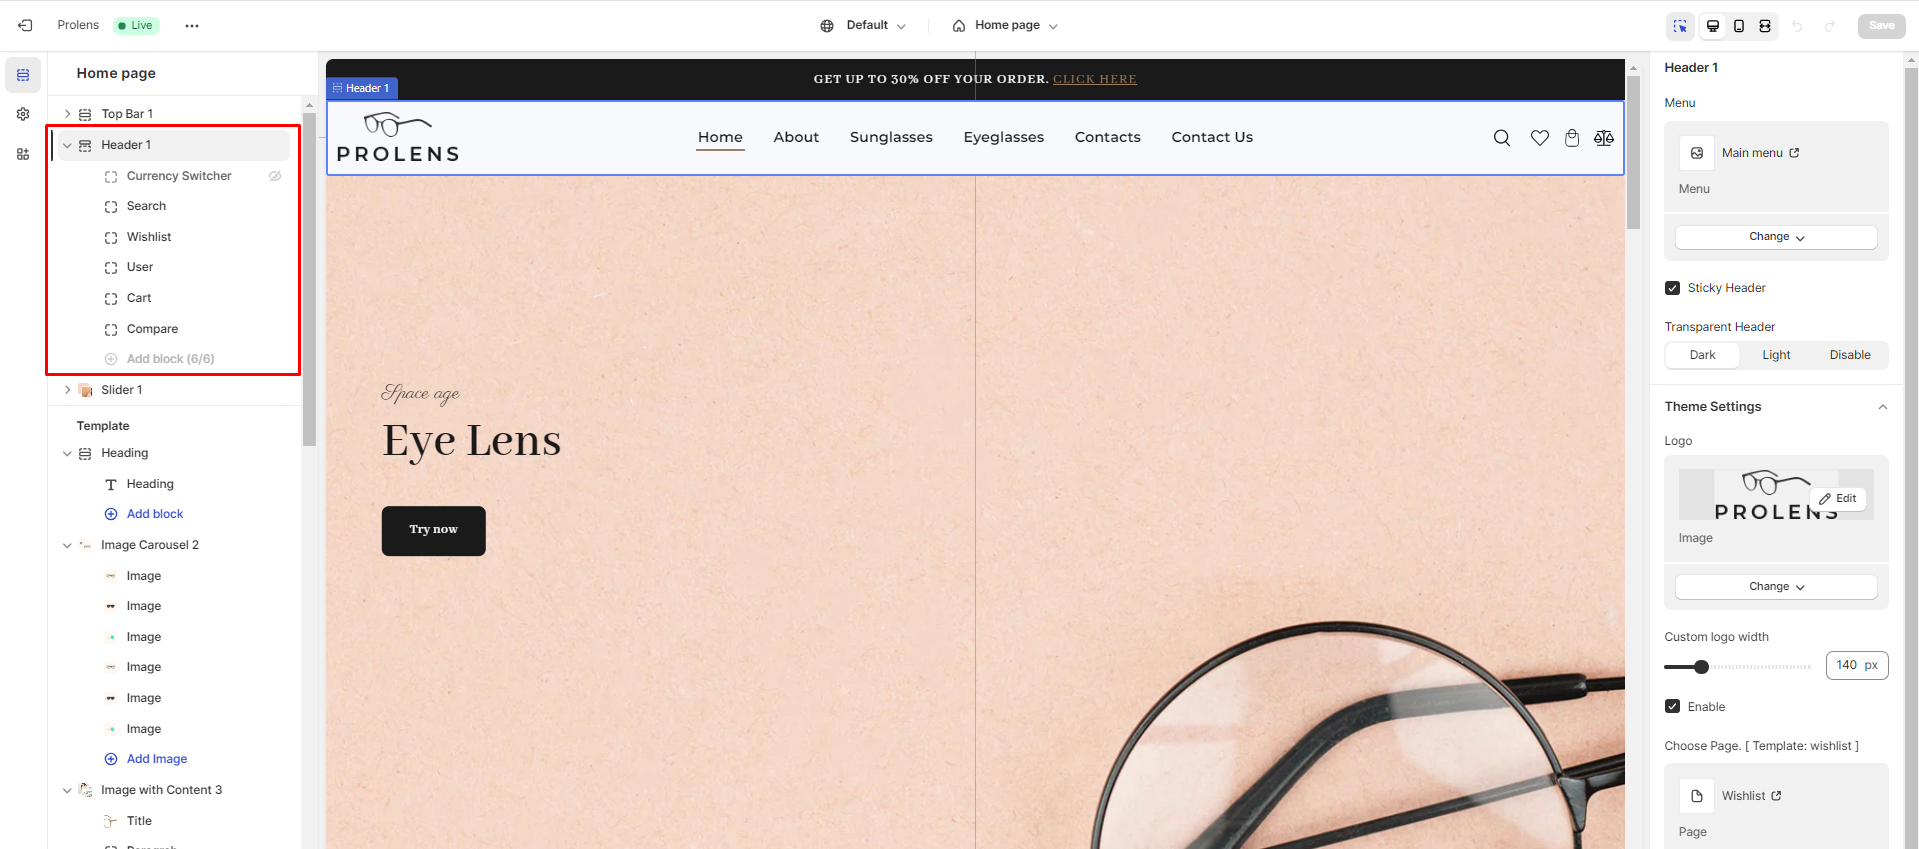 Prolens
Live
Default
Home page
Save
Home page
Top Bar 1
Header 1
Currency Switcher
Search
Wishlist
User
Cart
Compare
Add block (6/6)
Slider 1
Template
Heading
Heading
Add block
Image Carousel 2
Image
Image
Image
Image
Image
Image
Add Image
Image with Content 3
Title
GET UP TO 30% OFF YOUR ORDER. CLICK HERE
Header 1
PROLENS
Home About Sunglasses Eyeglasses Contacts Contact Us
Space age
Eye Lens
Try now
Header 1
Menu
Main menu
Menu
Change
Sticky Header
Transparent Header
Dark Light Disable
Theme Settings
Logo
PROLENS
Edit
Image
Change
Custom logo width
140 px
Enable
Choose Page. [ Template: wishlist ]
Wishlist
Page